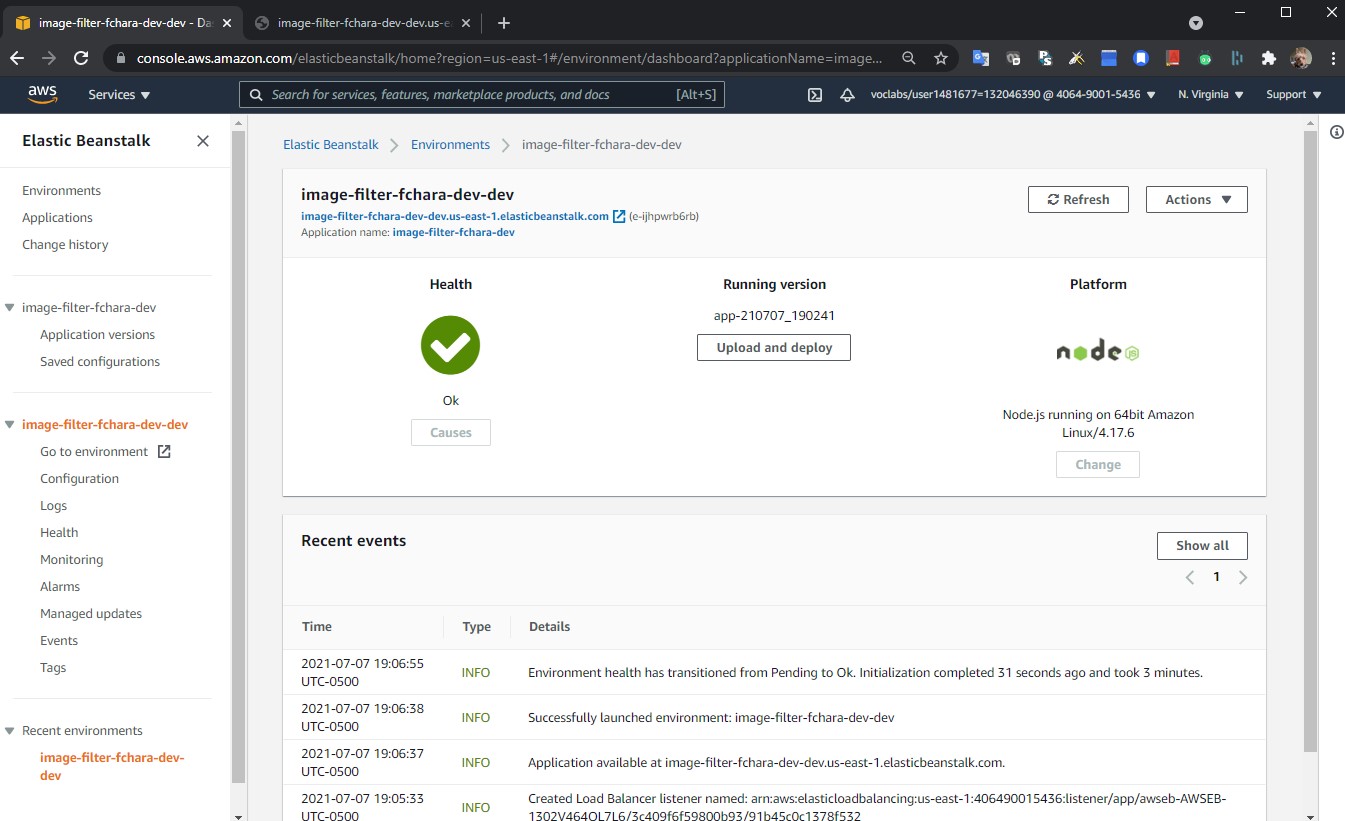 image-filter-fchara-dev-dev - Da
image-filter-fchara-dev-dev.us-e
console.aws.amazon.com/elasticbeanstalk/home?region=us-east-1#/environment/dashboard?applicationName=image...
aws
Services
Search for services, features, marketplace products, and docs
[Alt+S]
voclabs/user1481677=132046390 @ 4064-9001-5436
N. Virginia
Support
Elastic Beanstalk
Environments
Applications
Change history
image-filter-fchara-dev
Application versions
Saved configurations
image-filter-fchara-dev-dev
Go to environment
Configuration
Logs
Health
Monitoring
Alarms
Managed updates
Events
Tags
Recent environments
image-filter-fchara-dev-
dev
Elastic Beanstalk
Environments
image-filter-fchara-dev-dev
image-filter-fchara-dev-dev
image-filter-fchara-dev-dev.us-east-1.elasticbeanstalk.com (e-ijhpwrb6rb)
Application name: image-filter-fchara-dev
Refresh
Actions
Health
Ok
Causes
Running version
app-210707_190241
Upload and deploy
Platform
node JS
Node.js running on 64bit Amazon
Linux/4.17.6
Change
Recent events
Show all
1
Time
Type
Details
2021-07-07 19:06:55
UTC-0500
INFO
Environment health has transitioned from Pending to Ok. Initialization completed 31 seconds ago and took 3 minutes.
2021-07-07 19:06:38
UTC-0500
INFO
Successfully launched environment: image-filter-fchara-dev-dev
2021-07-07 19:06:37
UTC-0500
INFO
Application available at image-filter-fchara-dev-dev.us-east-1.elasticbeanstalk.com.
2021-07-07 19:05:33
UTC-0500
INFO
Created Load Balancer listener named: arn:aws:elasticloadbalancing:us-east-1:406490015436:listener/app/awseb-AWSEB-
1302V464OL7L6/3c409f6f59800b93/91b45c0c1378f532